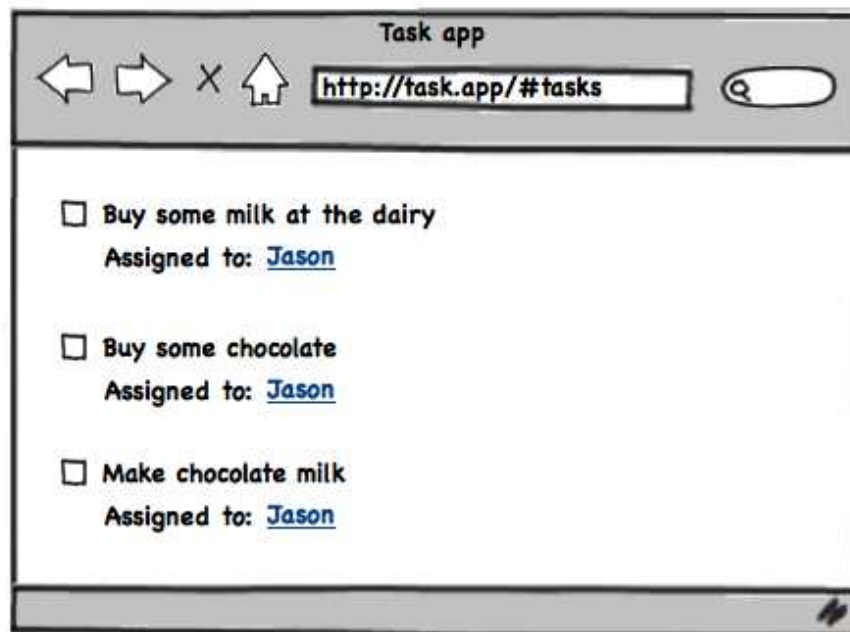 Task app
http://task.app/#tasks
Buy some milk at the dairy
Assigned to: Jason
Buy some chocolate
Assigned to: Jason
Make chocolate milk
Assigned to: Jason